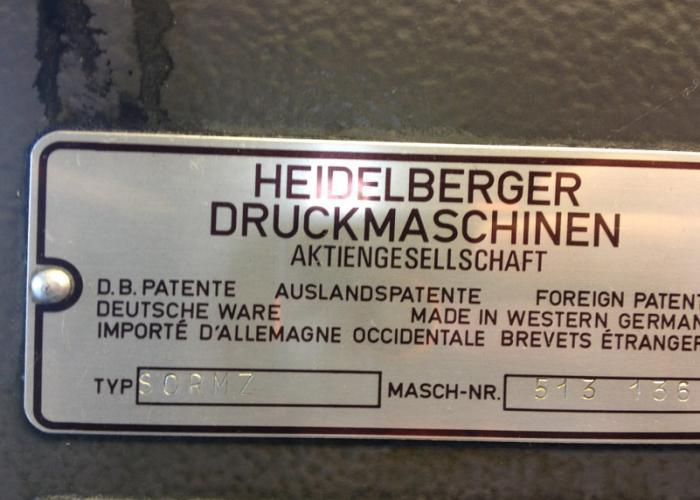 HEIDELBERGER
DRUCKMASCHINEN
AKTIENGESELLSCHAFT
D.B. PATENTE AUSLANDSPATENTE FOREIGN PATENT
DEUTSCHE WARE MADE IN WESTERN GERMAN
IMPORTÉ D'ALLEMAGNE OCCIDENTALE BREVETS ÉTRANGER
TYP SORMZ MASCH-NR. 513 136